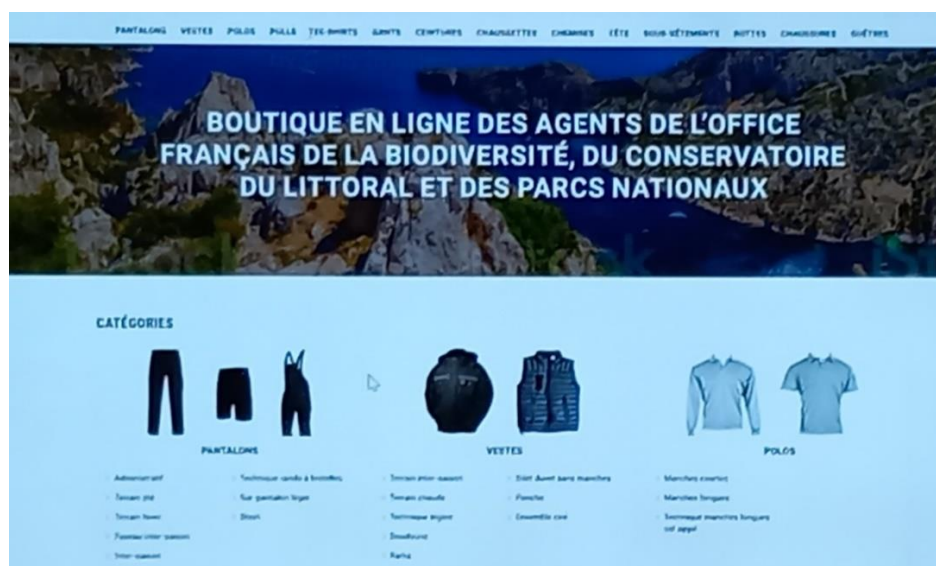 PANTALONS VESTES POLOS PULLS TEE-SHIRTS GANTS CEINTURES CHAUSSETTES CHEMISES TÊTE SOUS-VÊTEMENTS BOTTES CHAUSSURES GUÊTRES
BOUTIQUE EN LIGNE DES AGENTS DE L'OFFICE
FRANÇAIS DE LA BIODIVERSITÉ, DU CONSERVATOIRE
DU LITTORAL ET DES PARCS NATIONAUX
CATÉGORIES
PANTALONS
Administratif
Terrain été
Terrain hiver
Fuseau inter-saison
Inter-saison
Technique rando à bretelles
Sur-pantalon léger
Short
VESTES
Terrain inter-saison
Terrain chaude
Technique légère
Softshell
Parka
Gilet duvet sans manches
Poncho
Ensemble ciré
POLOS
Manches courtes
Manches longues
Technique manches longues
col zippé